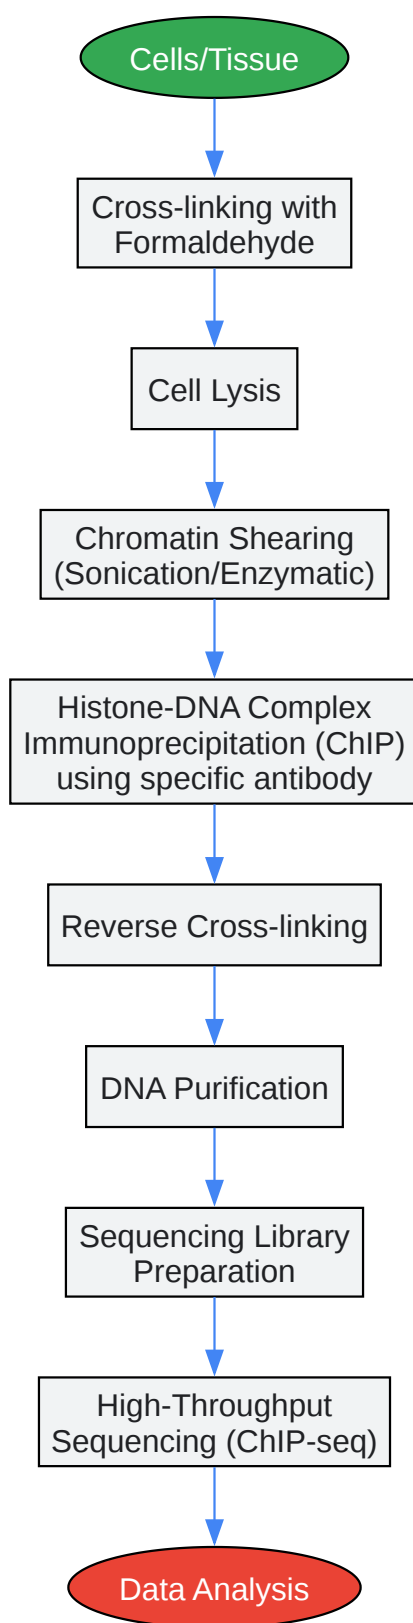 Cells/Tissue
Cross-linking with
Formaldehyde
Cell Lysis
Chromatin Shearing
(Sonication/Enzymatic)
Histone-DNA Complex
Immunoprecipitation (ChIP)
using specific antibody
Reverse Cross-linking
DNA Purification
Sequencing Library
Preparation
High-Throughput
Sequencing (ChIP-seq)
Data Analysis